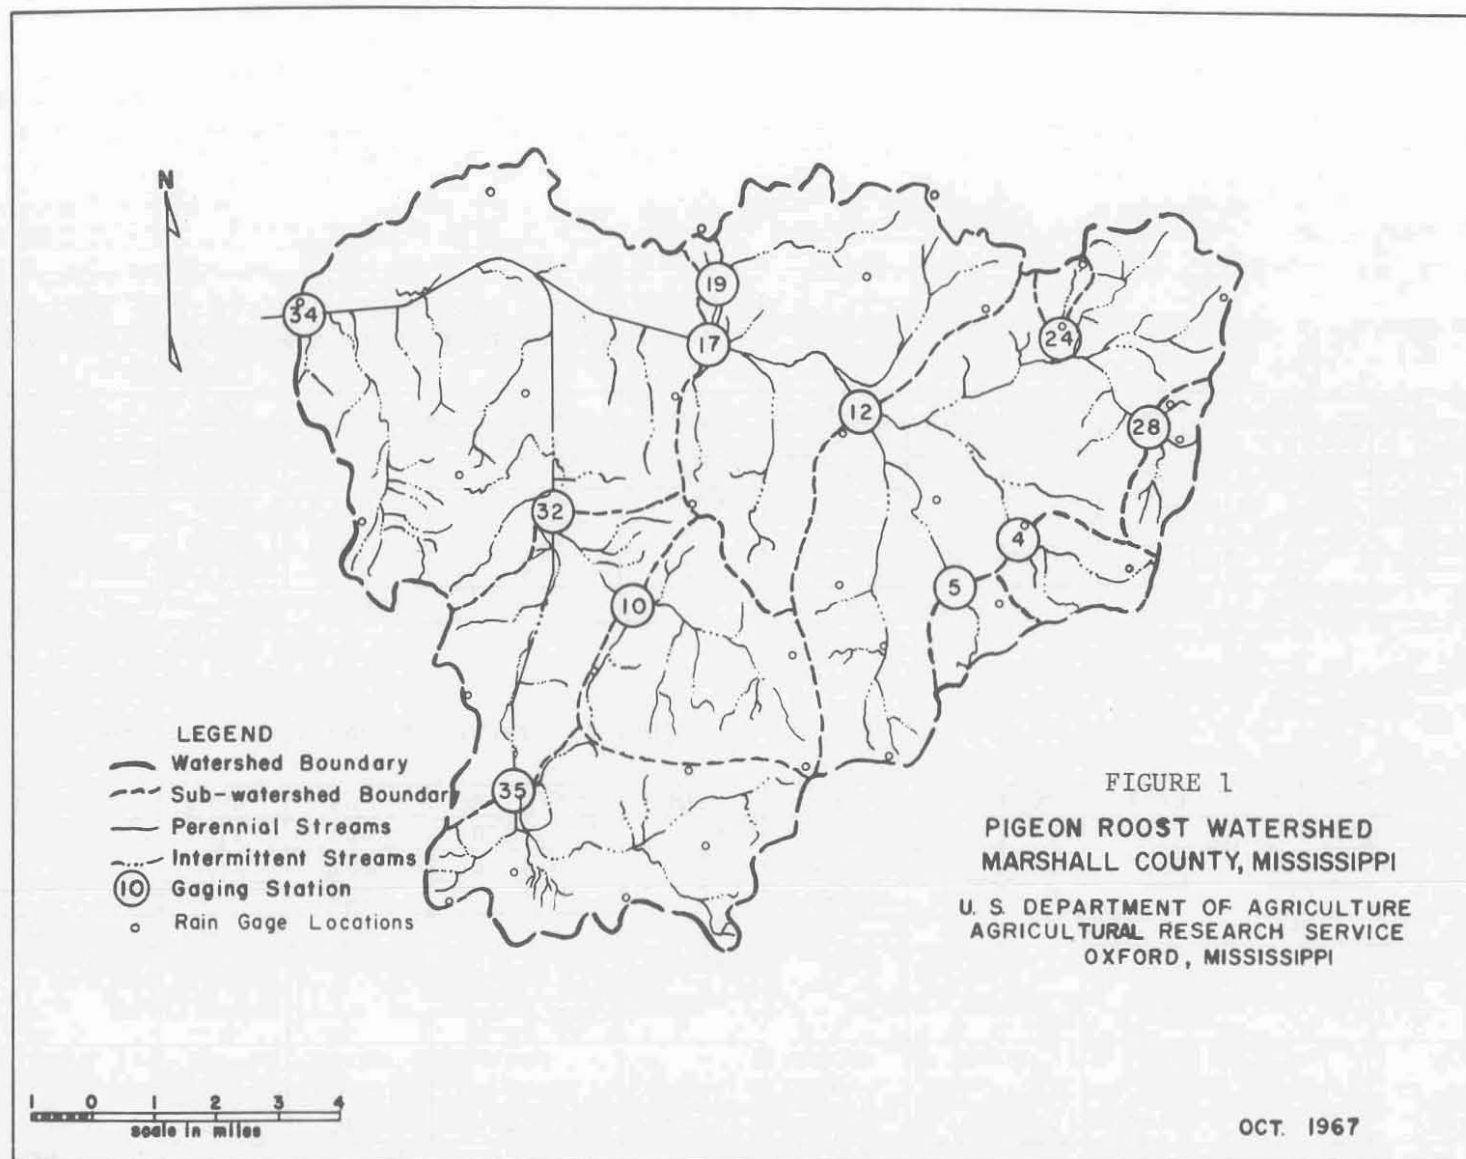 N
34
19
17
24
12
28
32
4
5
10
35
LEGEND
Watershed Boundary
Sub-watershed Boundary
Perennial Streams
Intermittent Streams
10 Gaging Station
Rain Gage Locations
FIGURE 1
PIGEON ROOST WATERSHED
MARSHALL COUNTY, MISSISSIPPI
U. S. DEPARTMENT OF AGRICULTURE
AGRICULTURAL RESEARCH SERVICE
OXFORD, MISSISSIPPI
1 0 1 2 3 4
scale in miles
OCT. 1967